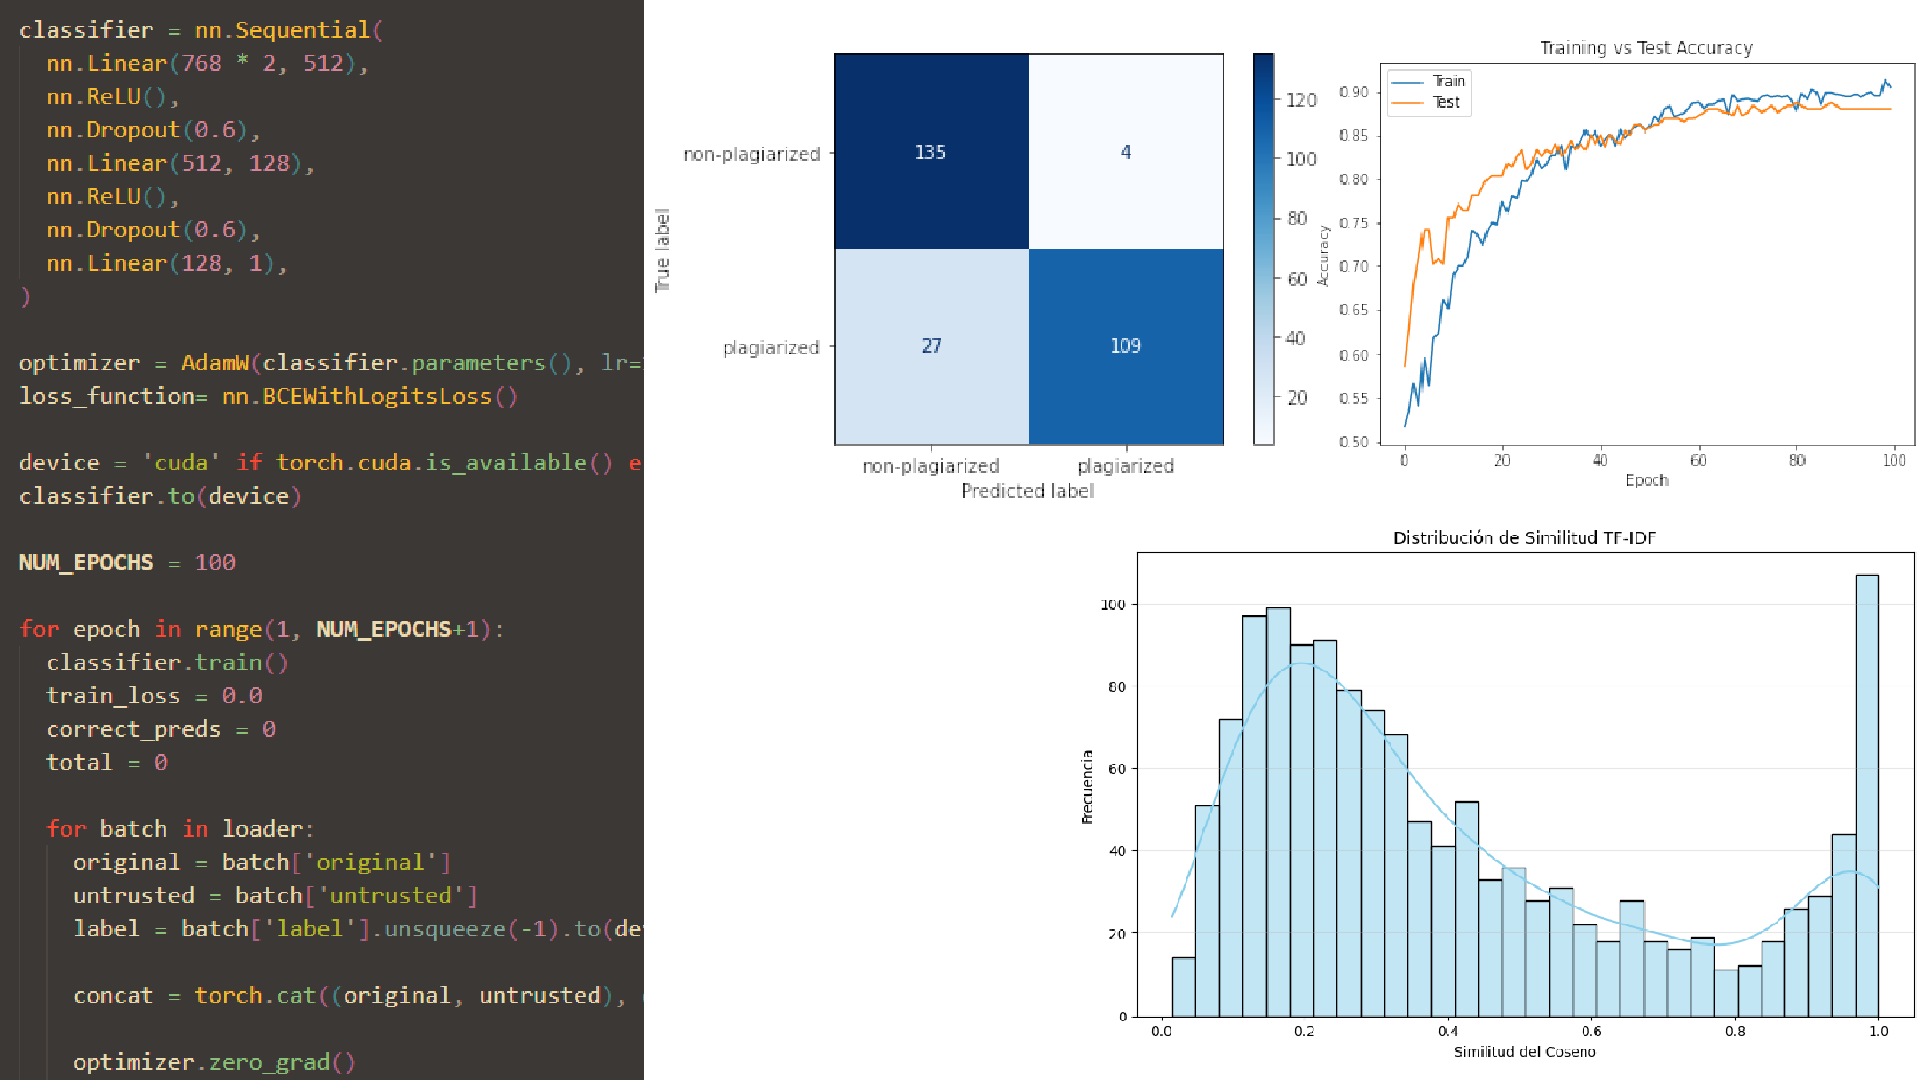 classifier = nn.Sequential(
nn.Linear(768 * 2, 512),
nn.ReLU(),
nn.Dropout(0.6),
nn.Linear(512, 128),
nn.ReLU(),
nn.Dropout(0.6),
nn.Linear(128, 1),
)
optimizer = AdamW(classifier.parameters(), lr=
loss_function= nn.BCEWithLogitsLoss()
device = 'cuda' if torch.cuda.is_available() e
classifier.to(device)
NUM_EPOCHS = 100
for epoch in range(1, NUM_EPOCHS+1):
classifier.train()
train_loss = 0.0
correct_preds = 0
total = 0
for batch in loader:
original = batch['original']
untrusted = batch['untrusted']
label = batch['label'].unsqueeze(-1).to(de
concat = torch.cat((original, untrusted),
optimizer.zero_grad()
True label
non-plagiarized
plagiarized
135
4
27
109
non-plagiarized
plagiarized
Predicted label
120
100
80
60
40
20
Training vs Test Accuracy
Train
Test
Accuracy
0.90
0.85
0.80
0.75
0.70
0.65
0.60
0.55
0.50
0
20
40
60
80
100
Epoch
Distribución de Similitud TF-IDF
Frecuencia
100
80
60
40
20
0
0.0
0.2
0.4
0.6
0.8
1.0
Similitud del Coseno